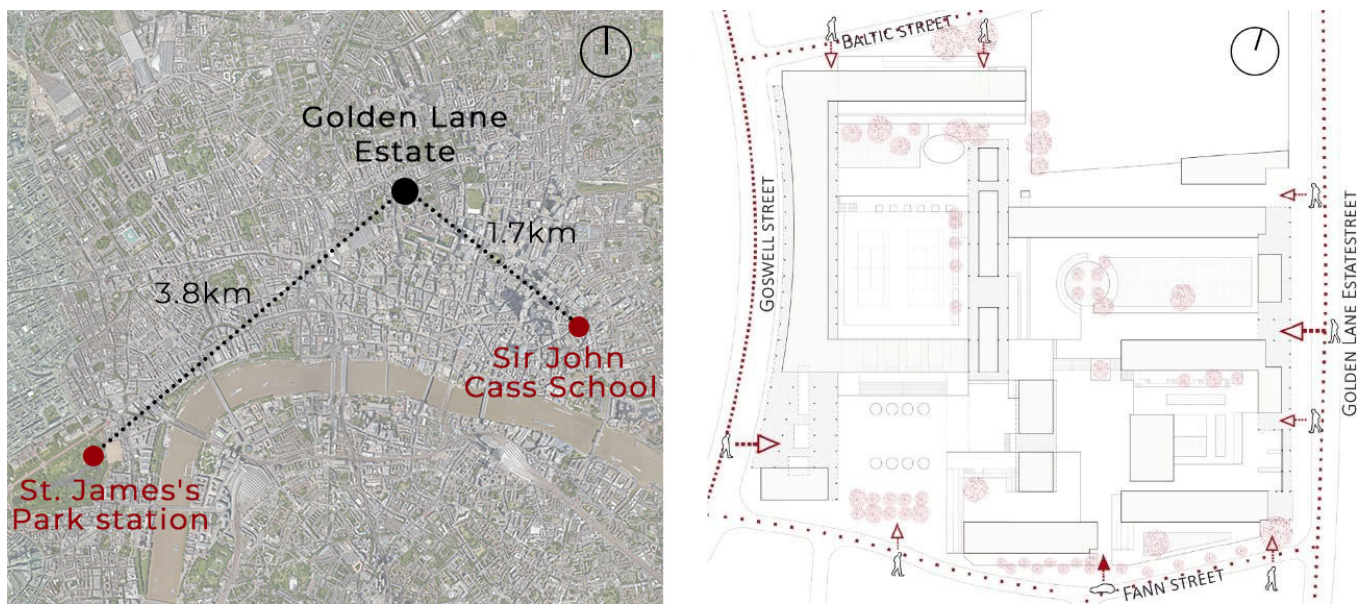 Golden Lane
Estate
1.7km
3.8km
Sir John
Cass School
St. James's
Park station
BALTIC STREET
GOSWELL STREET
GOLDEN LANE ESTATESTREET
FANN STREET